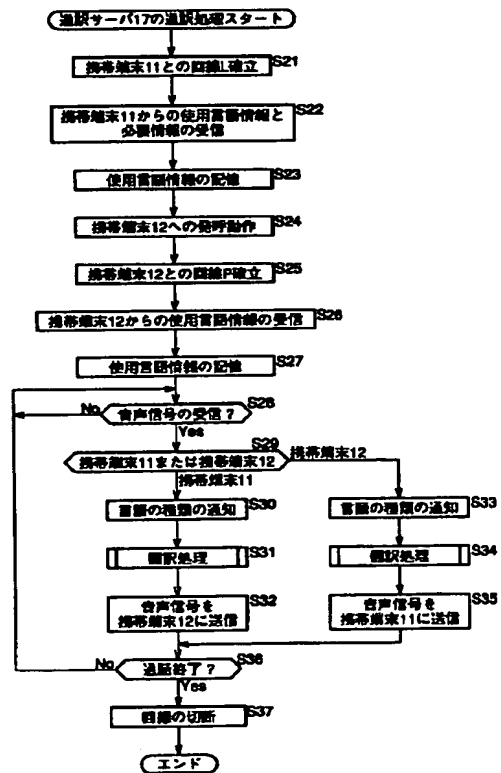 通訳サーバ17の通訳処理スタート
携帯端末11との回線L確立
S21
携帯端末11からの使用言語情報と
必要情報の受信
S22
使用言語情報の記憶
S23
携帯端末12への発呼動作
S24
携帯端末12との回線P確立
S25
携帯端末12からの使用言語情報の受信
S26
使用言語情報の記憶
S27
音声信号の受信?
S28
No
Yes
携帯端末11または携帯端末12
S29
携帯端末12
携帯端末11
言語の種類の通知
S30
言語の種類の通知
S33
翻訳処理
S31
翻訳処理
S34
音声信号を
携帯端末12に送信
S32
音声信号を
携帯端末11に送信
S35
通話終了?
S36
No
Yes
回線の切断
S37
エンド